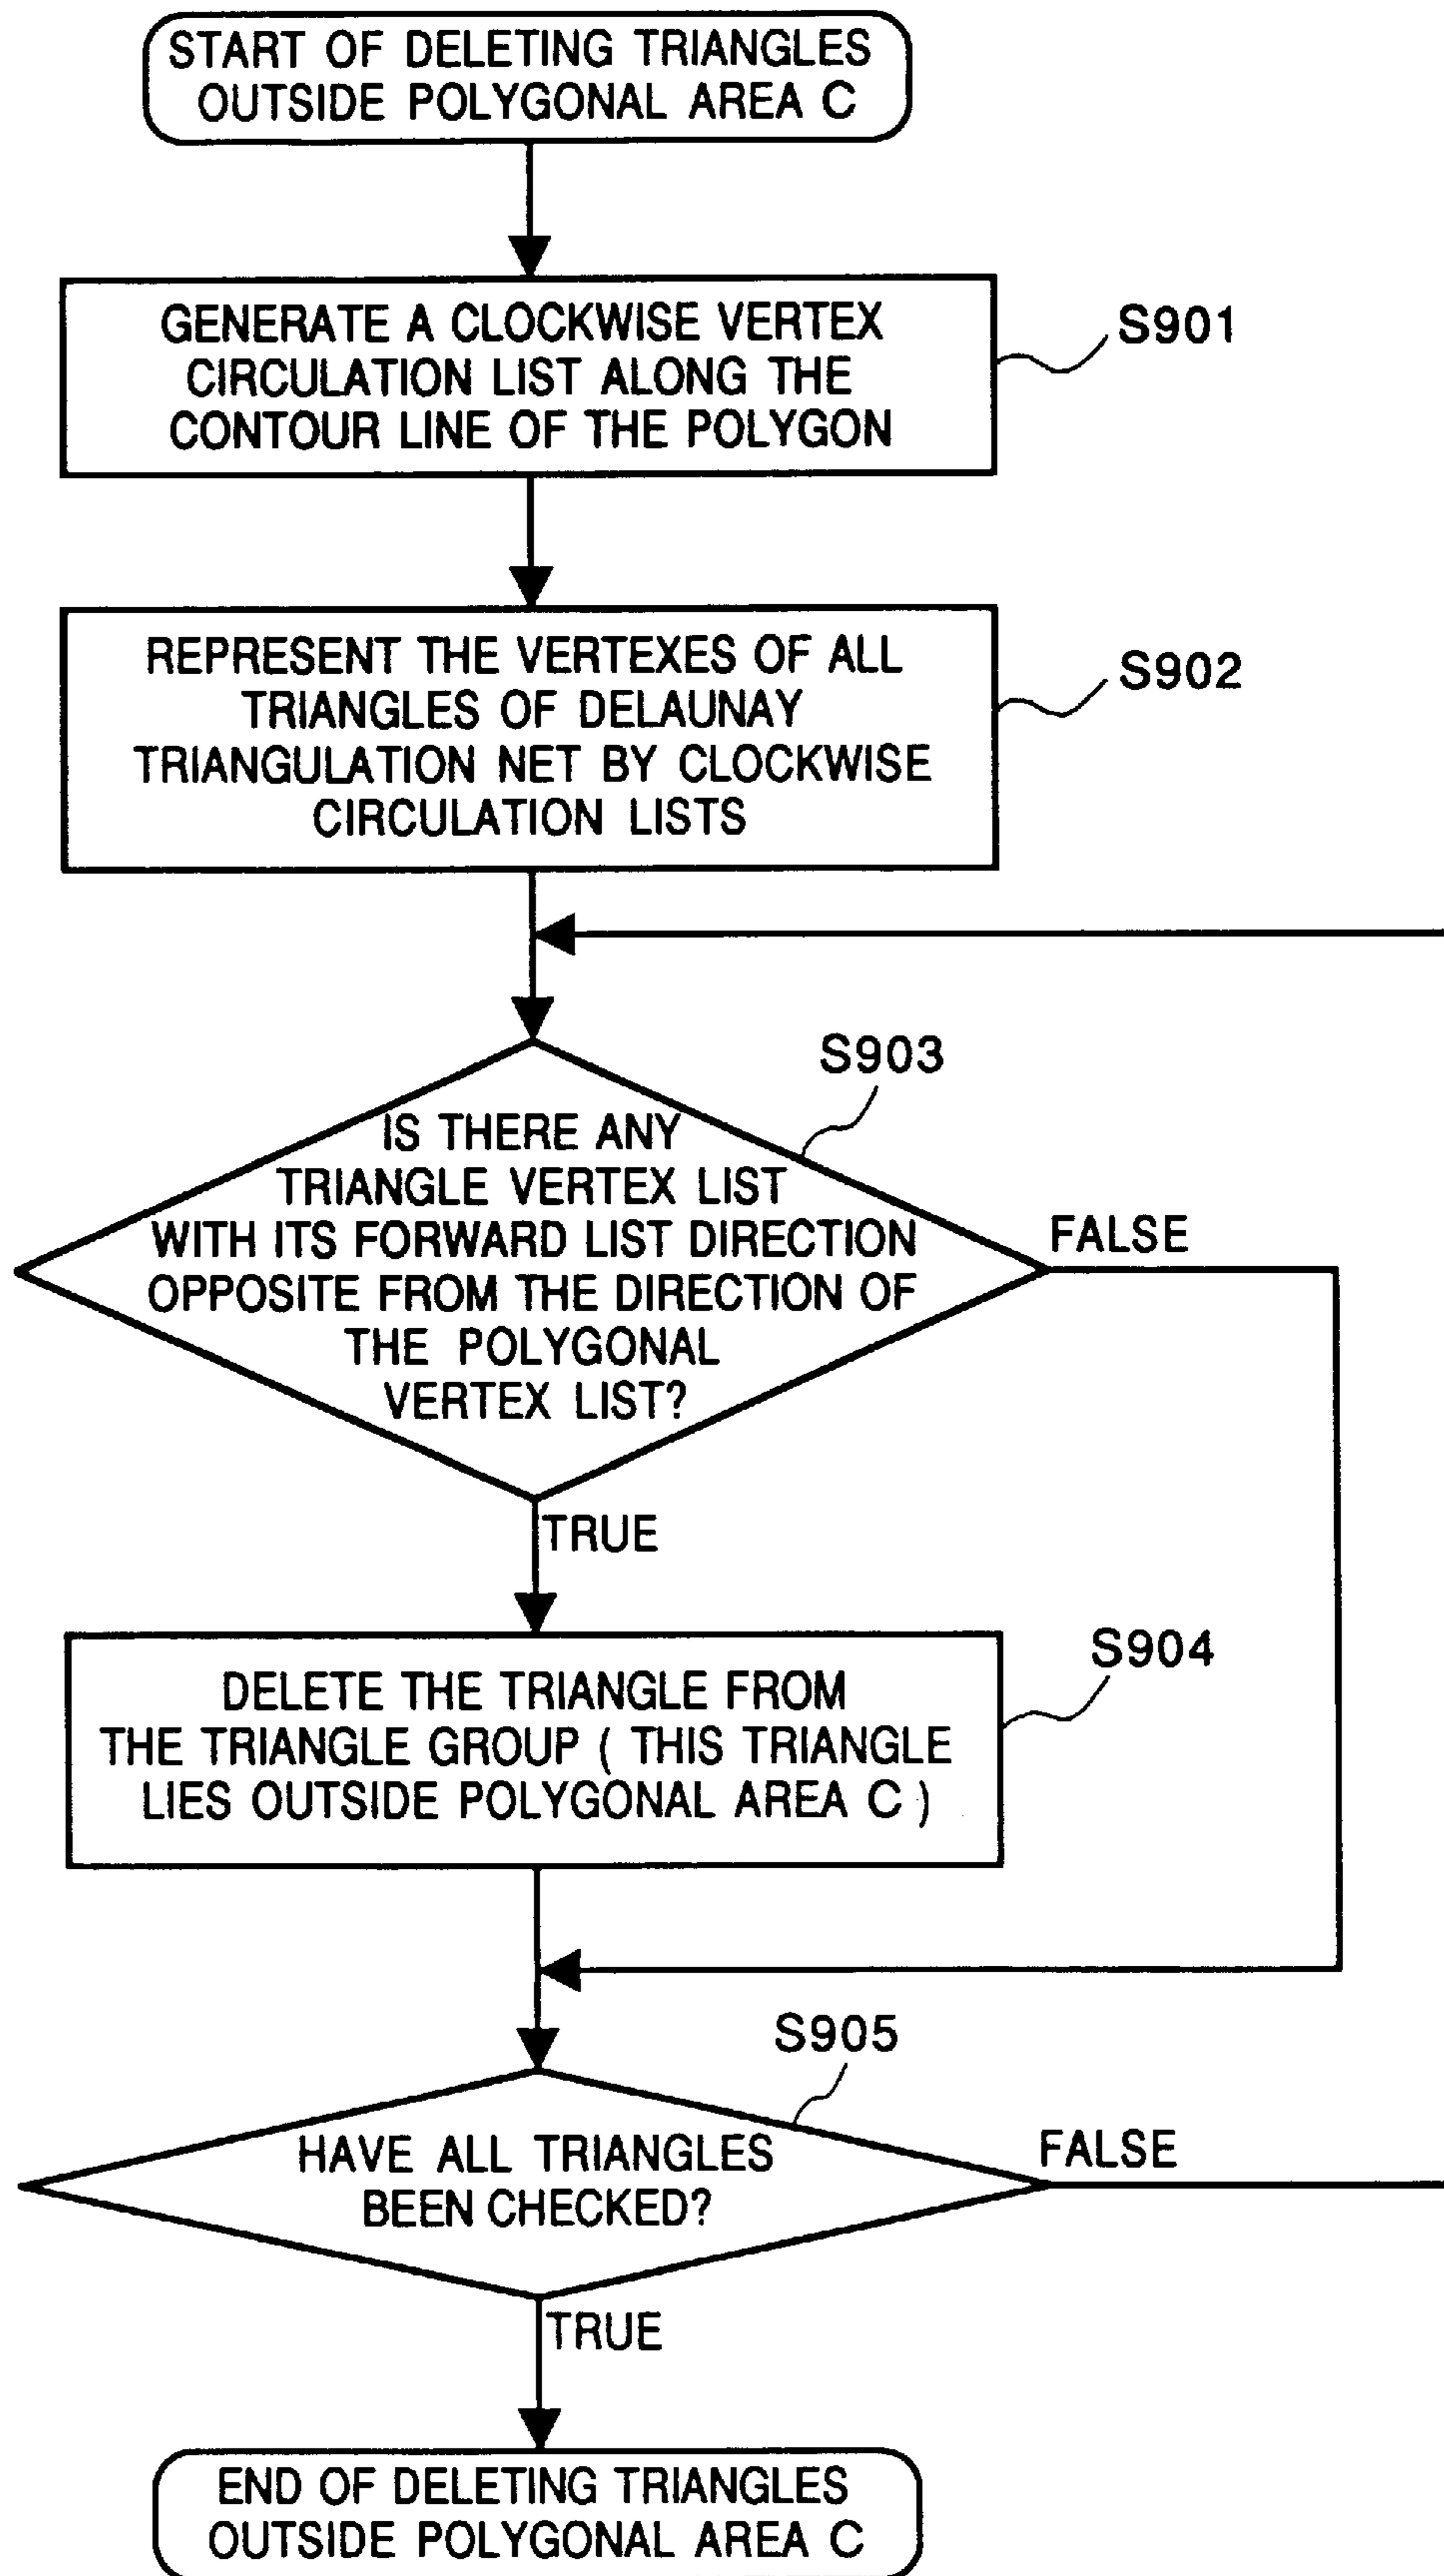 START OF DELETING TRIANGLES
OUTSIDE POLYGONAL AREA C
GENERATE A CLOCKWISE VERTEX
CIRCULATION LIST ALONG THE
CONTOUR LINE OF THE POLYGON
S901
REPRESENT THE VERTEXES OF ALL
TRIANGLES OF DELAUNAY
TRIANGULATION NET BY CLOCKWISE
CIRCULATION LISTS
S902
S903
IS THERE ANY
TRIANGLE VERTEX LIST
WITH ITS FORWARD LIST DIRECTION
OPPOSITE FROM THE DIRECTION OF
THE POLYGONAL
VERTEX LIST?
FALSE
TRUE
DELETE THE TRIANGLE FROM
THE TRIANGLE GROUP ( THIS TRIANGLE
LIES OUTSIDE POLYGONAL AREA C )
S904
S905
HAVE ALL TRIANGLES
BEEN CHECKED?
FALSE
TRUE
END OF DELETING TRIANGLES
OUTSIDE POLYGONAL AREA C